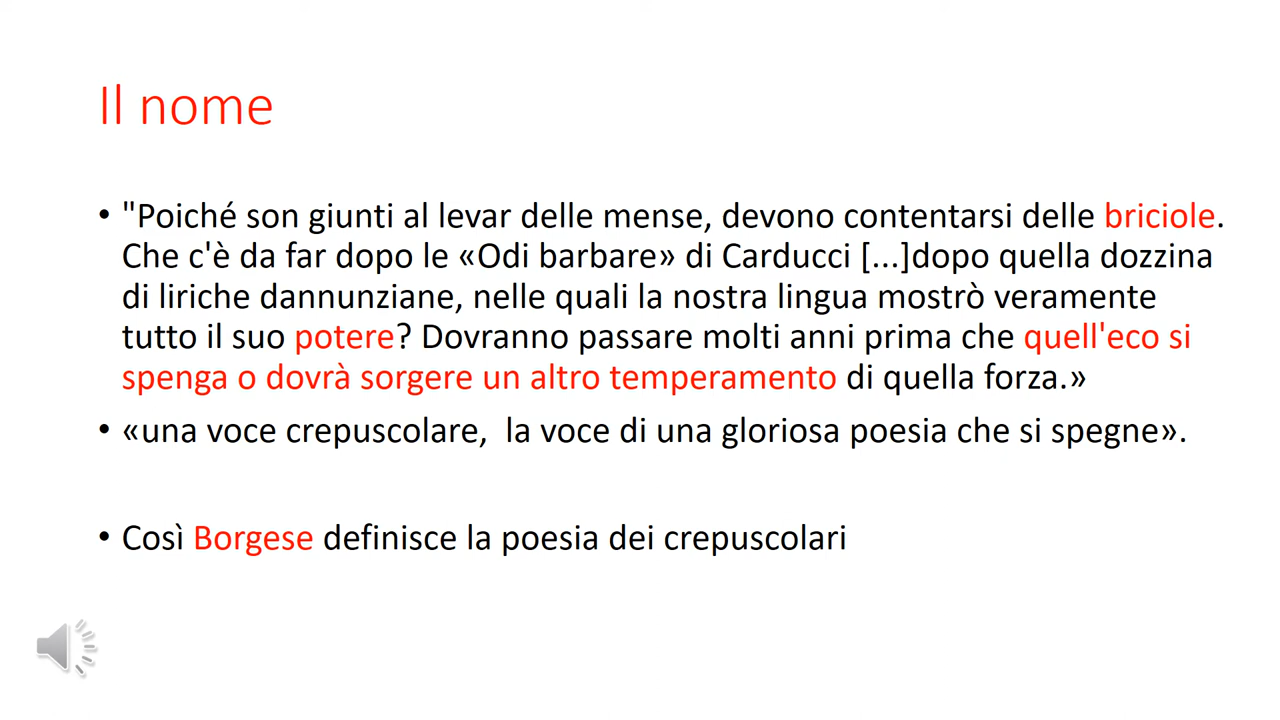 Il nome
• "Poiché son giunti al levar delle mense, devono contentarsi delle briciole.
Che c'è da far dopo le «Odi barbare» di Carducci [...]dopo quella dozzina
di liriche dannunziane, nelle quali la nostra lingua mostrò veramente
tutto il suo potere? Dovranno passare molti anni prima che quell'eco si
spenga o dovrà sorgere un altro temperamento di quella forza.»
• «una voce crepuscolare,  la voce di una gloriosa poesia che si spegne».
• Così Borgese definisce la poesia dei crepuscolari